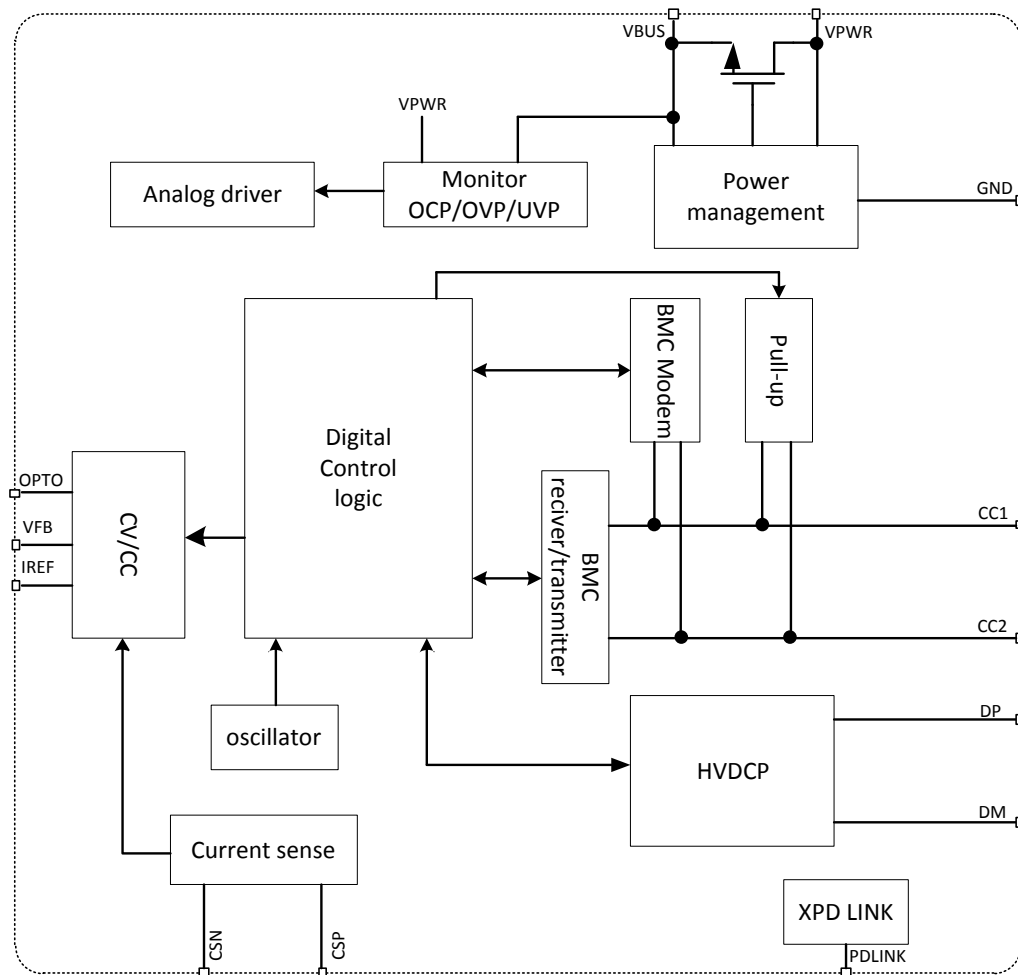 VBUS
VPWR
VPWR
Analog driver
Monitor
OCP/OVP/UVP
Power
management
GND
BMC Modem
Pull-up
Digital
Control
logic
OPTO
VFB
IREF
CV/CC
BMC
reciver/transmitter
CC1
CC2
oscillator
HVDCP
DP
DM
Current sense
XPD LINK
CSN
CSP
PDLINK